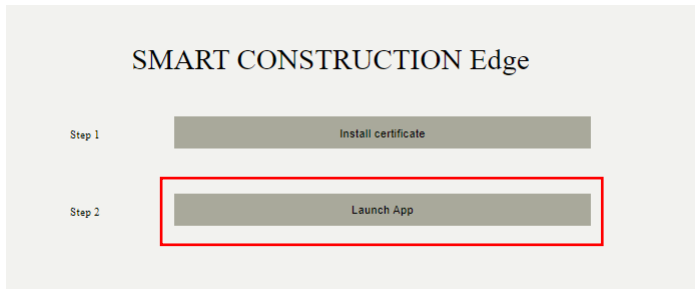 SMART CONSTRUCTION Edge
Step 1 Install certificate
Step 2 Launch App